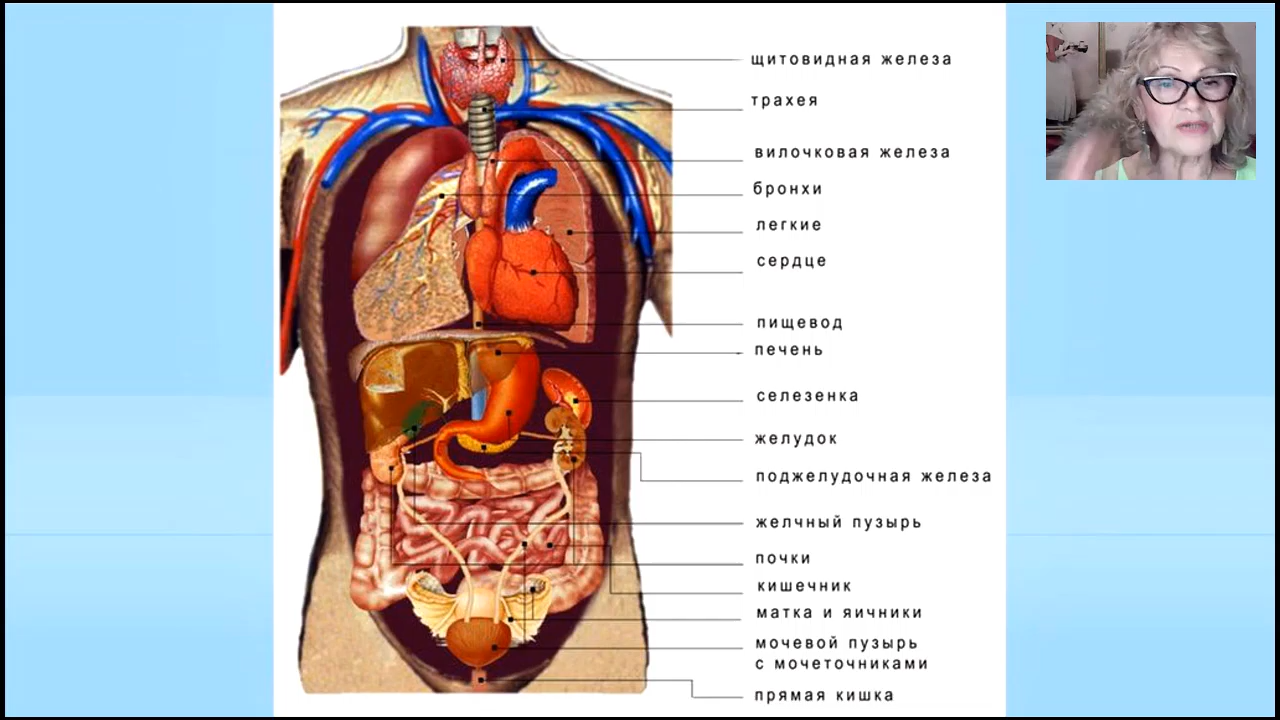 щитовидная железа
трахея
вилочковая железа
бронхи
легкие
сердце
пищевод
печень
селезенка
желудок
поджелудочная железа
желчный пузырь
почки
кишечник
матка и яичники
мочевой пузырь
с мочеточниками
прямая кишка